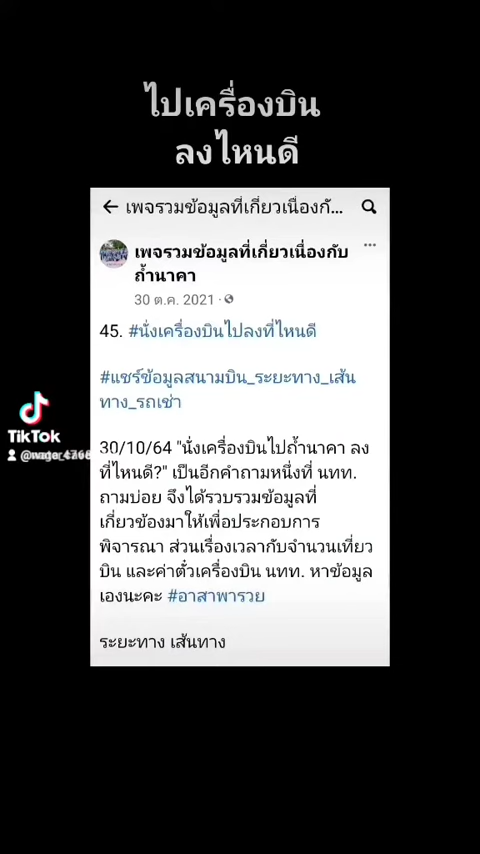 ไปเครื่องบิน
ลงไหนดี
เพจรวมข้อมูลที่เกี่ยวเนื่องกั...
เพจรวมข้อมูลที่เกี่ยวเนื่องกับ
ถ้ำนาคา
30 ต.ค. 2021
45. #นั่งเครื่องบินไปลงที่ไหนดี
#แชร์ข้อมูลสนามบิน_ระยะทาง_เส้น
ทาง_รถเช่า
30/10/64 "นั่งเครื่องบินไปถ้ำนาคา ลง
ที่ไหนดี?" เป็นอีกคำถามหนึ่งที่ นทท.
ถามบ่อย จึงได้รวบรวมข้อมูลที่
เกี่ยวข้องมาให้เพื่อประกอบการ
พิจารณา ส่วนเรื่องเวลากับจำนวนเที่ยว
บิน และค่าตั๋วเครื่องบิน นทท. หาข้อมูล
เองนะคะ #อาสาพารวย
ระยะทาง เส้นทาง
TikTok